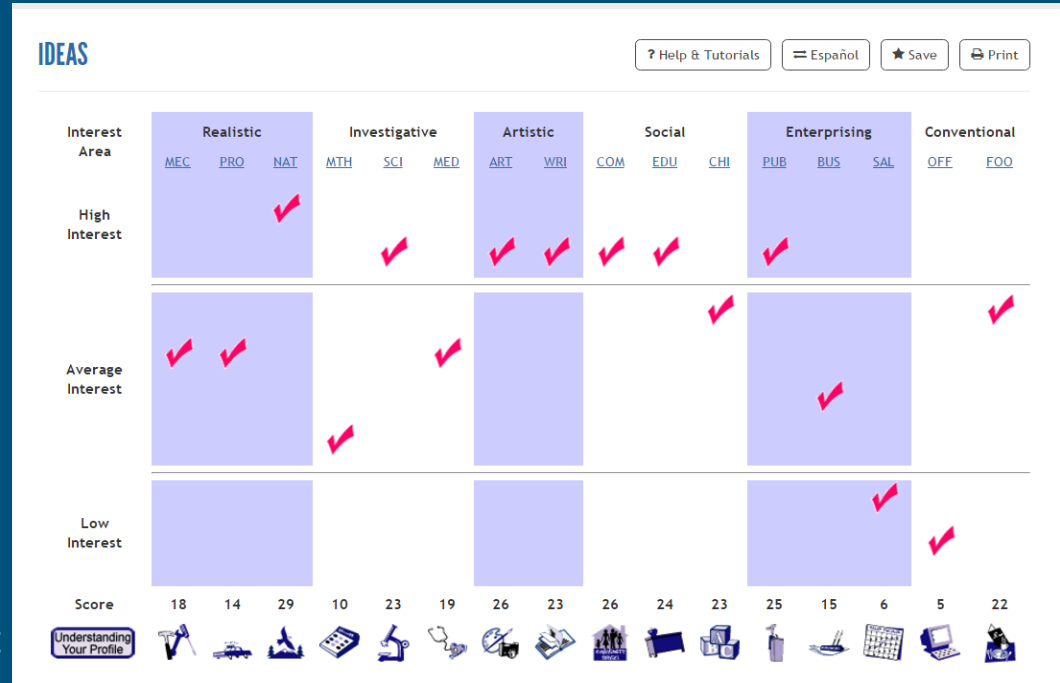 IDEAS
? Help & Tutorials
Español
Save
Print
Interest Area
Realistic
Investigative
Artistic
Social
Enterprising
Conventional
MEC PRO NAT MTH SCI MED ART WRI COM EDU CHI PUB BUS SAL OFF FOO
High
Interest
Average
Interest
Low
Interest
Score 18 14 29 10 23 19 26 23 26 24 23 25 15 6 5 22
Understanding
Your Profile